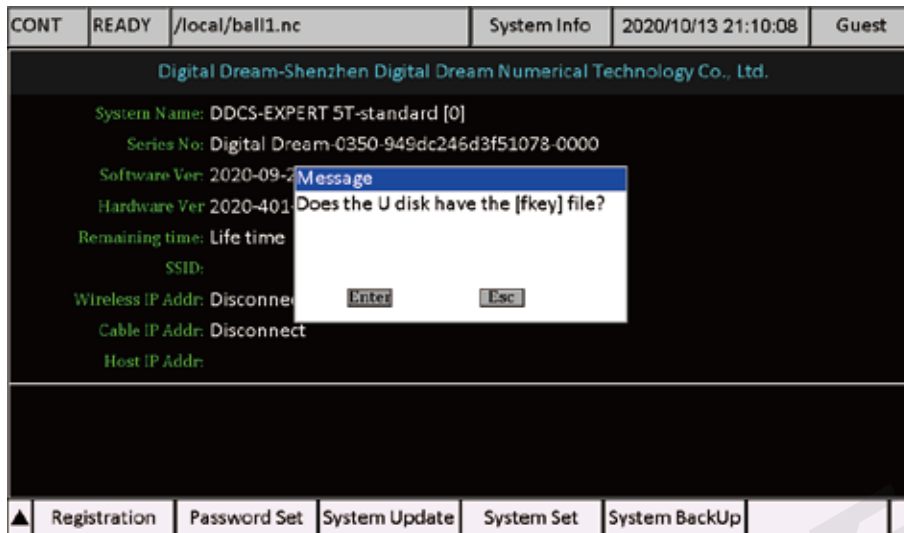 CONT READY /local/ball1.nc System Info 2020/10/13 21:10:08 Guest
Digital Dream-Shenzhen Digital Dream Numerical Technology Co., Ltd.
System Name: DDCS-EXPERT 5T-standard [0]
Series No: Digital Dream-0350-949dc246d3f51078-0000
Software Ver: 2020-09-2
Message
Does the U disk have the [fkey] file?
Enter Esc
Hardware Ver 2020-401
Remaining time: Life time
SSID:
Wireless IP Addr: Disconne
Cable IP Addr: Disconnect
Host IP Addr:
Registration Password Set System Update System Set System BackUp